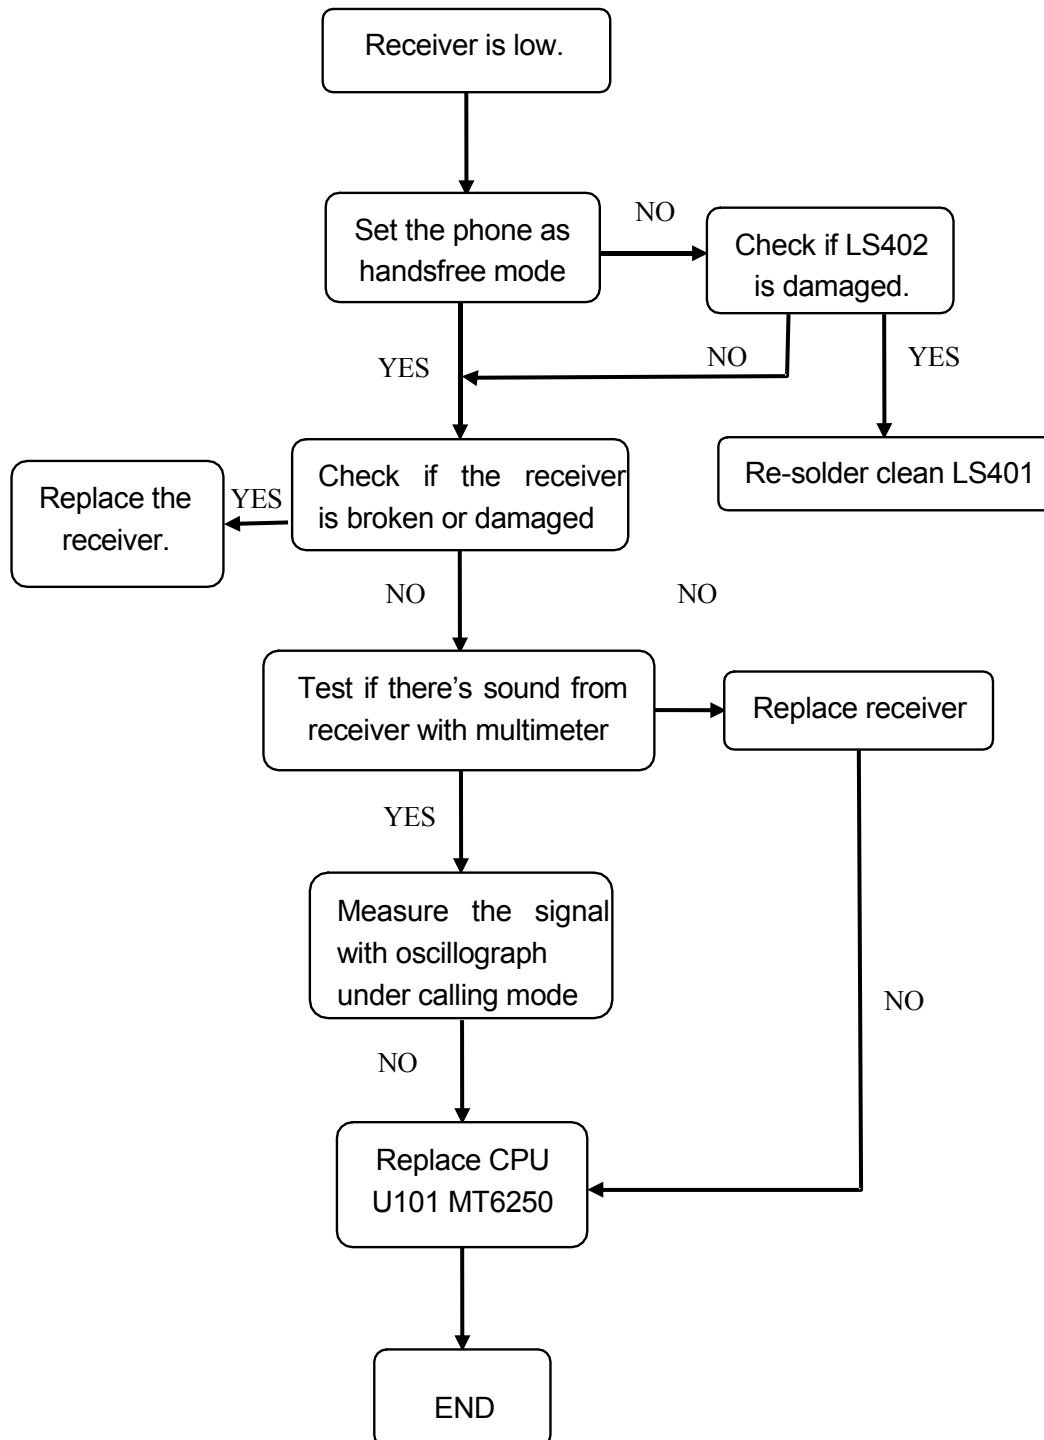 Receiver is low.
Set the phone as
handsfree mode
NO
Check if LS402
is damaged.
YES
NO
YES
Check if the receiver
is broken or damaged
YES
Replace the
receiver.
Re-solder clean LS401
NO
NO
Test if there’s sound from
receiver with multimeter
Replace receiver
YES
Measure the signal
with oscillograph
under calling mode
NO
NO
Replace CPU
U101 MT6250
END